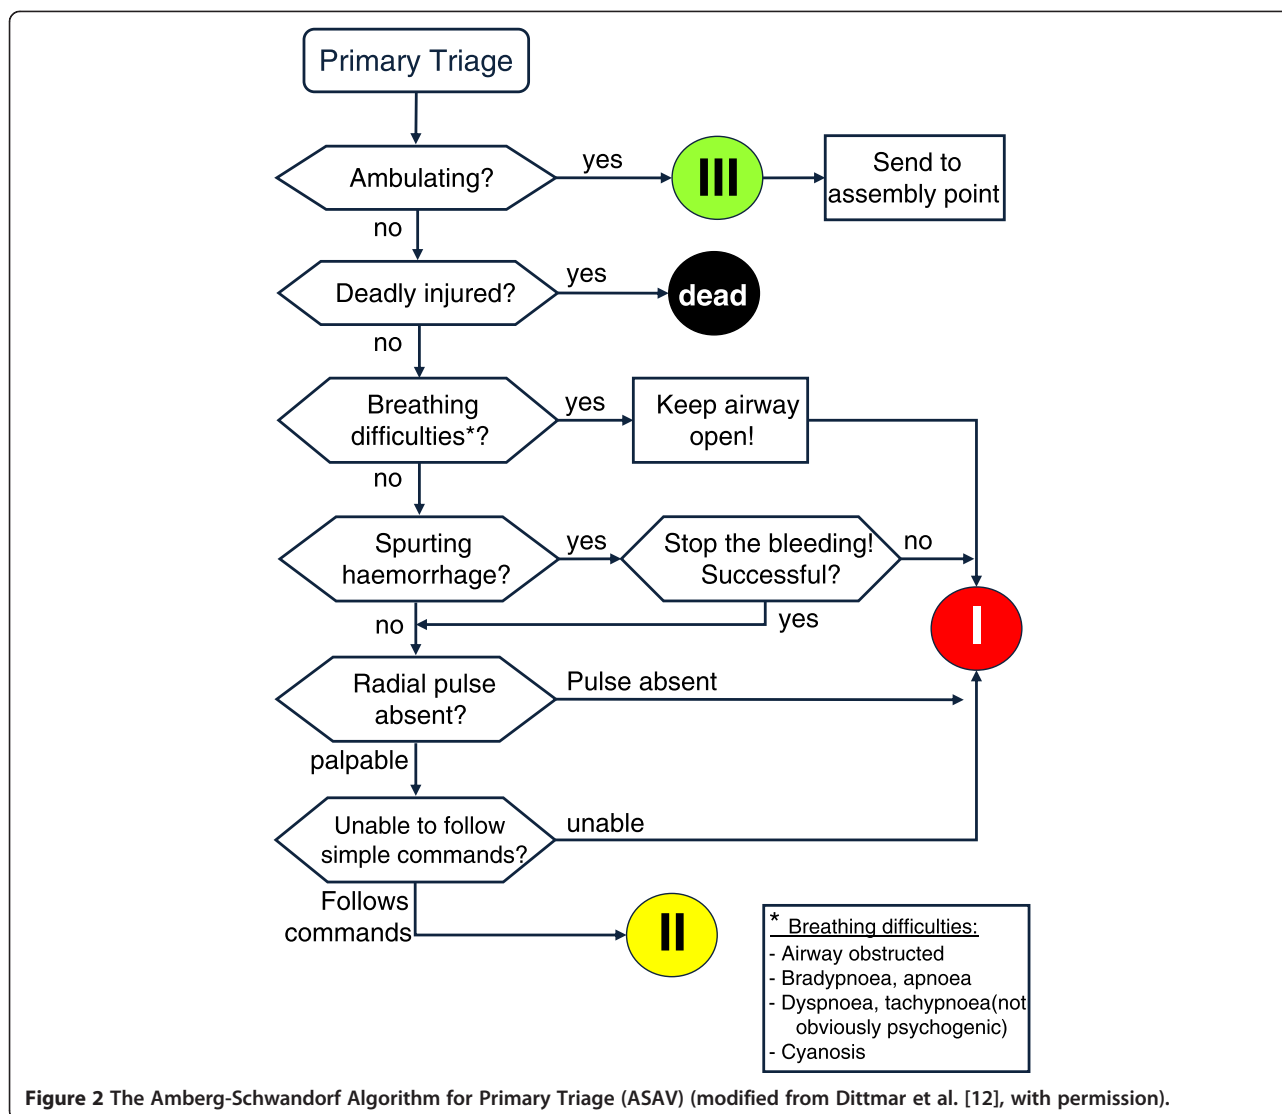 Primary Triage
Ambulating?
yes
III
Send to
assembly point
no
Deadly injured?
yes
dead
no
Breathing
difficulties*?
yes
Keep airway
open!
no
Spurting
haemorrhage?
yes
Stop the bleeding!
Successful?
no
yes
no
I
Radial pulse
absent?
Pulse absent
palpable
Unable to follow
simple commands?
unable
Follows
commands
II
* Breathing difficulties:
- Airway obstructed
- Bradypnoea, apnoea
- Dyspnoea, tachypnoea(not
obviously psychogenic)
- Cyanosis
Figure 2 The Amberg-Schwandorf Algorithm for Primary Triage (ASAV) (modified from Dittmar et al. [12], with permission).